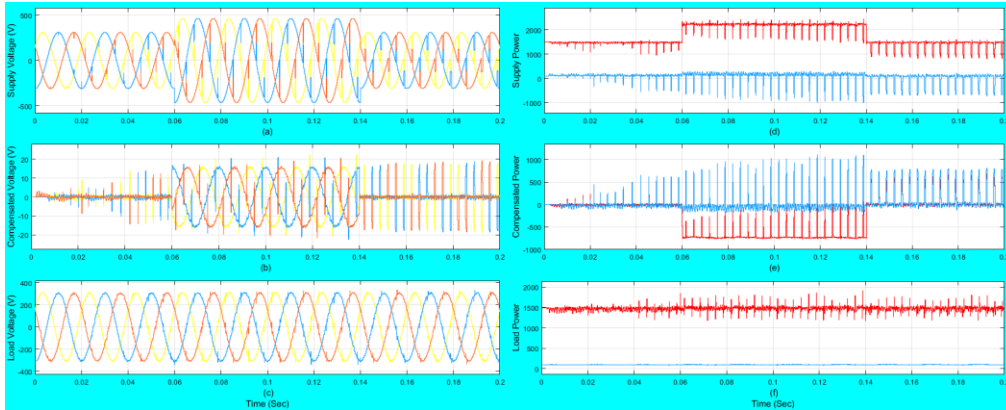 Supply Voltage (V)
500
0
-500
0 0.02 0.04 0.06 0.08 0.1 0.12 0.14 0.16 0.18 0.2
(a)
Compensated Voltage (V)
20
10
0
-10
-20
0 0.02 0.04 0.06 0.08 0.1 0.12 0.14 0.16 0.18 0.2
(b)
Load Voltage (V)
400
200
0
-200
-400
0 0.02 0.04 0.06 0.08 0.1 0.12 0.14 0.16 0.18 0.2
(c)
Time (Sec)
Supply Power
2000
1000
0
-1000
0 0.02 0.04 0.06 0.08 0.1 0.12 0.14 0.16 0.18 0.2
(d)
Compensated Power
1000
500
0
-500
-1000
0 0.02 0.04 0.06 0.08 0.1 0.12 0.14 0.16 0.18 0.2
(e)
Load Power
2000
1500
1000
500
0
0 0.02 0.04 0.06 0.08 0.1 0.12 0.14 0.16 0.18 0.2
(f)
Time (Sec)